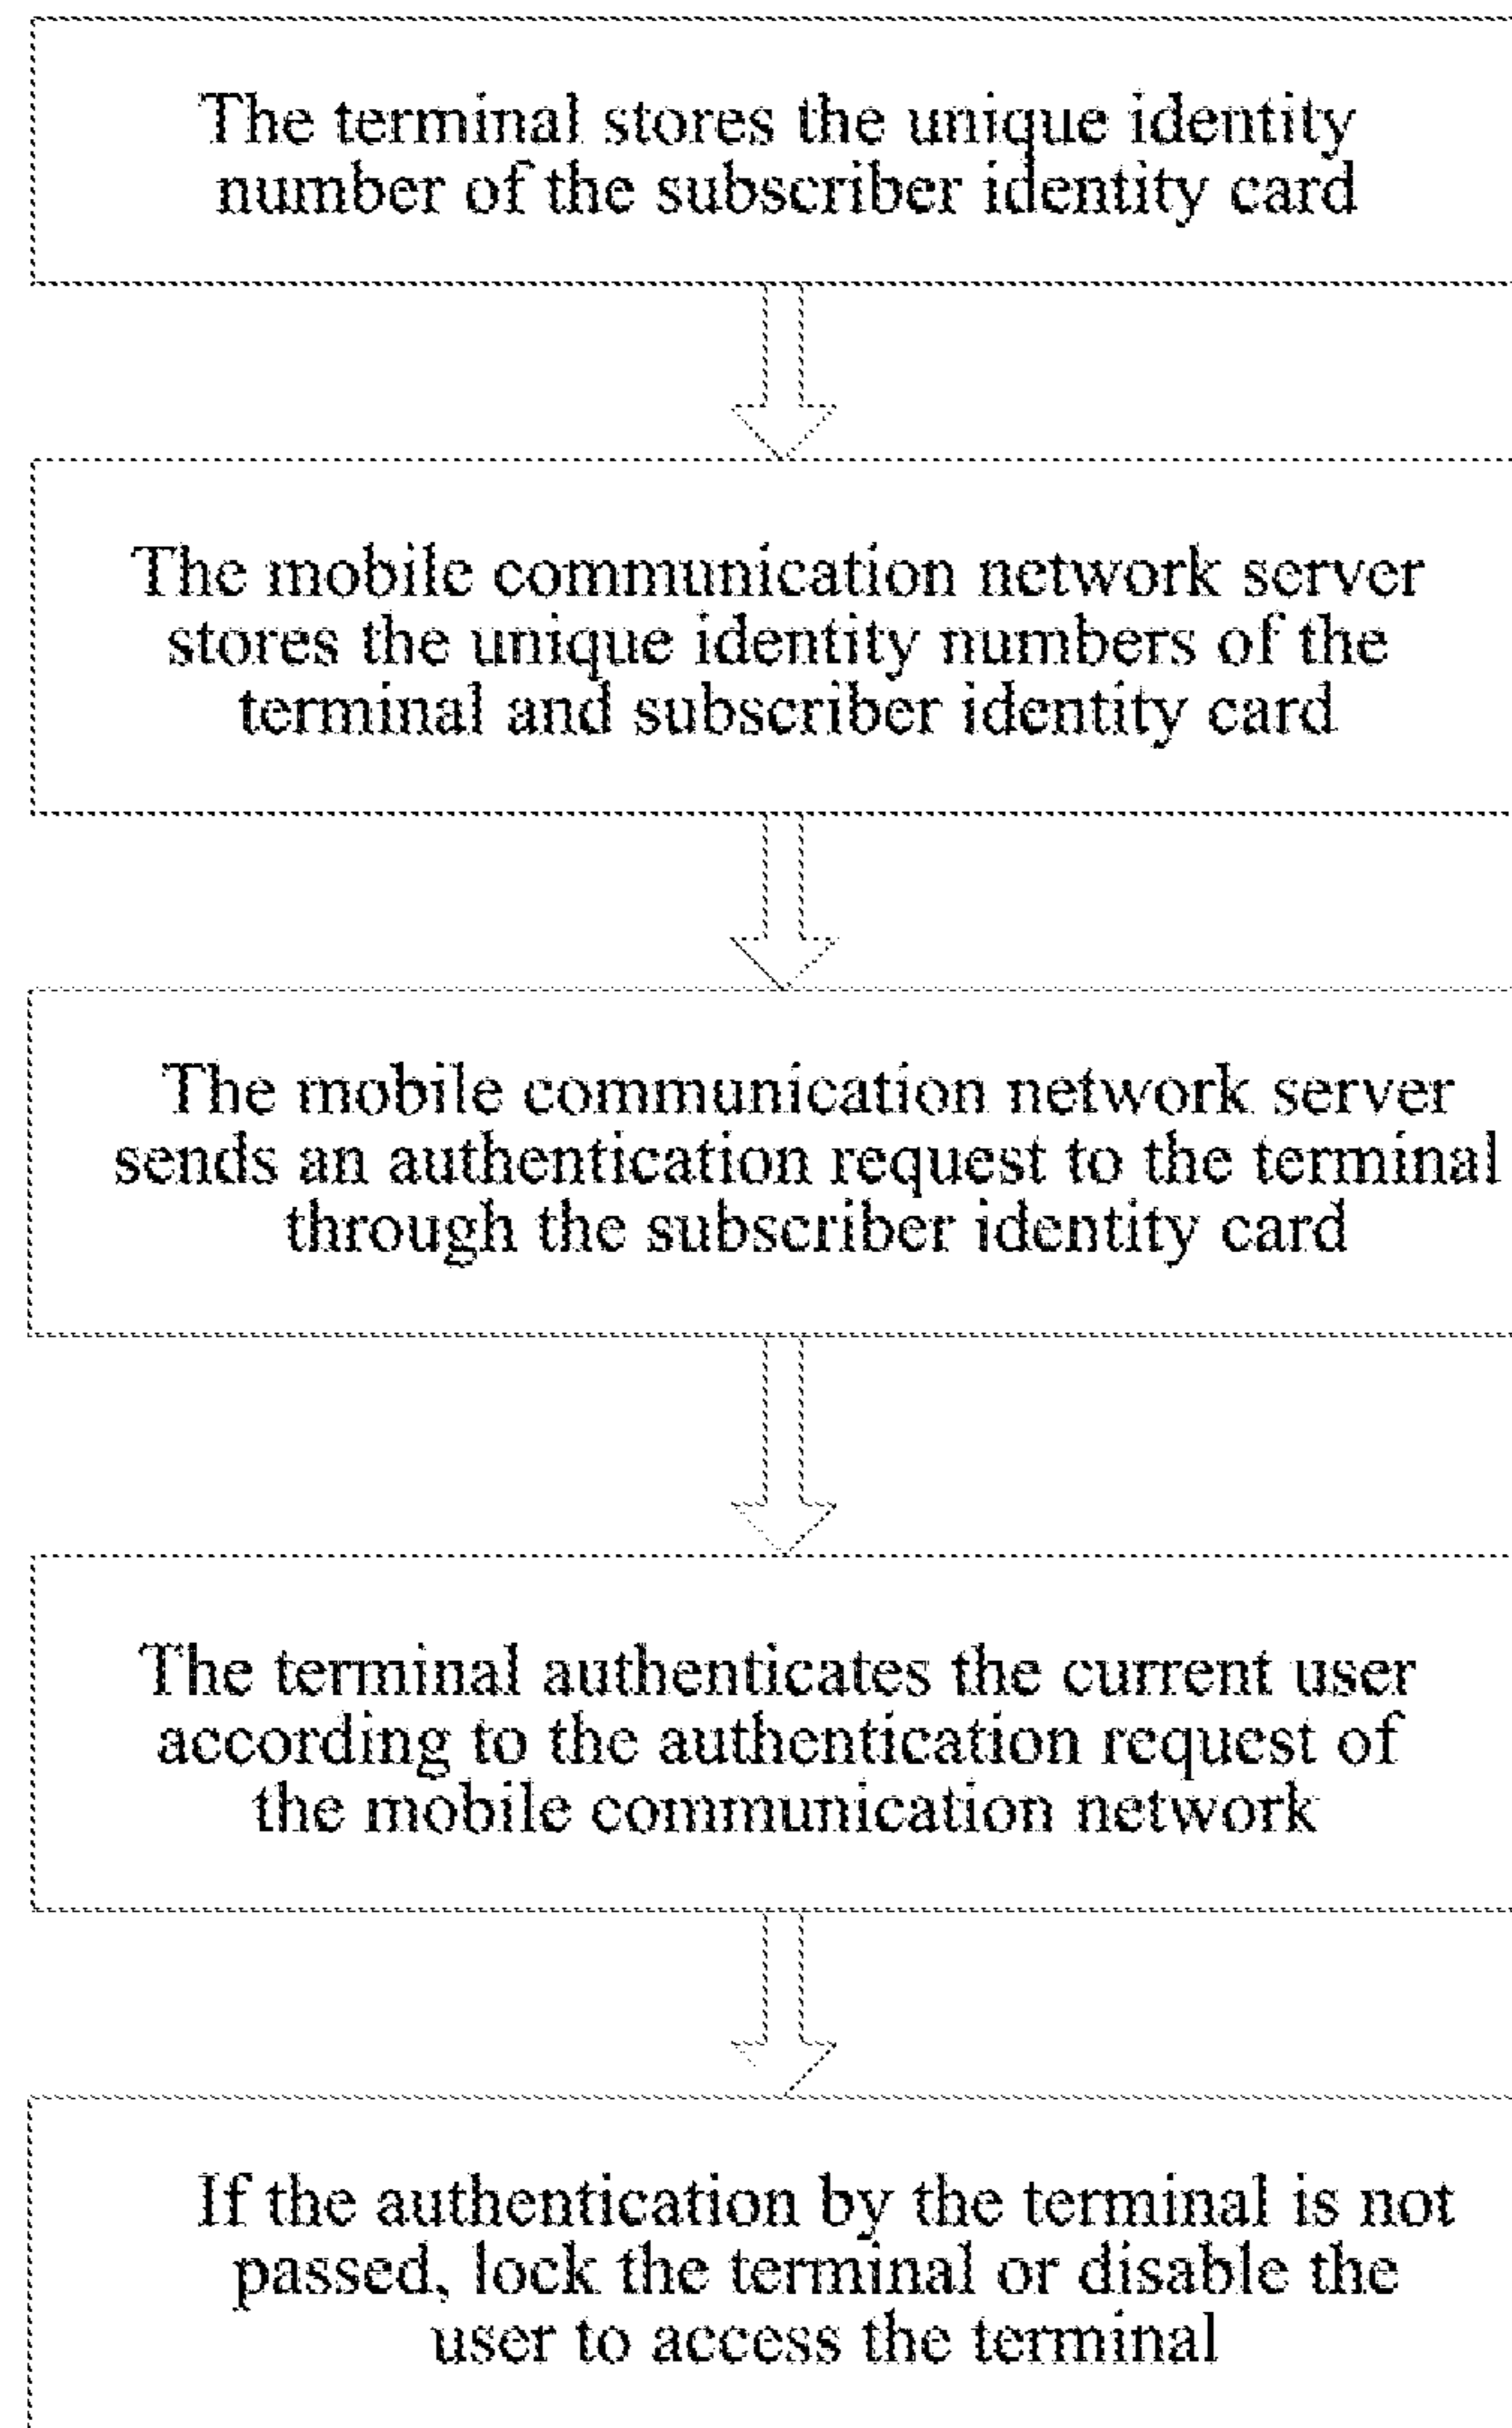 The terminal stores the unique identity
number of the subscriber identity card
The mobile communication network server
stores the unique identity numbers of the
terminal and subscriber identity card
The mobile communication network server
sends an authentication request to the terminal
through the subscriber identity card
The terminal authenticates the current user
according to the authentication request of
the mobile communication network
If the authentication by the terminal is not
passed, lock the terminal or disable the
user to access the terminal